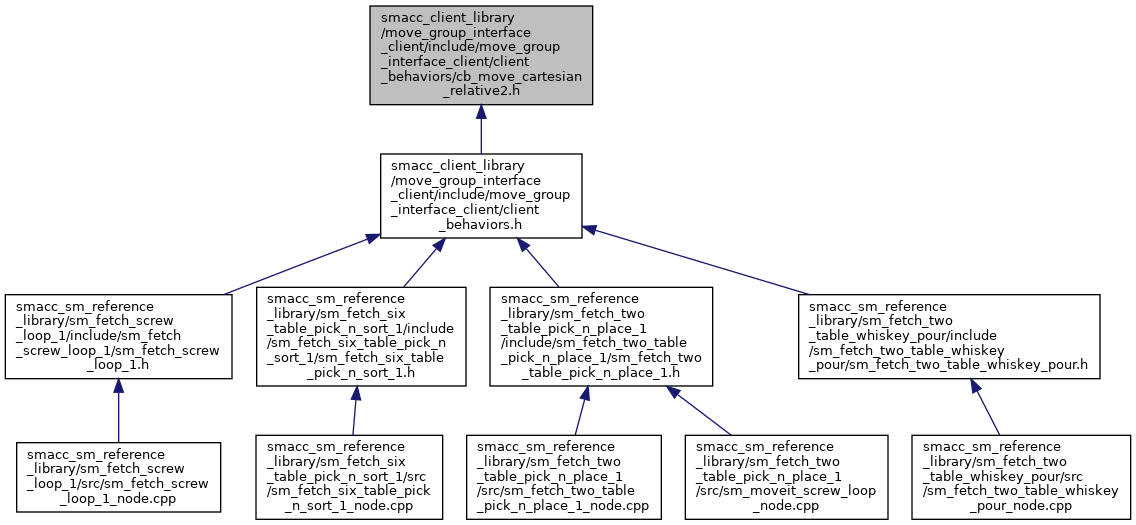 smacc_client_library
/move_group_interface
_client/include/move_group
_interface_client/client
_behaviors/cb_move_cartesian
_relative2.h
smacc_client_library
/move_group_interface
_client/include/move_group
_interface_client/client
_behaviors.h
smacc_sm_reference
_library/sm_fetch_screw
_loop_1/include/sm_fetch
_screw_loop_1/sm_fetch_screw
_loop_1.h
smacc_sm_reference
_library/sm_fetch_six
_table_pick_n_sort_1/include
/sm_fetch_six_table_pick_n
_sort_1/sm_fetch_six_table
_pick_n_sort_1.h
smacc_sm_reference
_library/sm_fetch_two
_table_pick_n_place_1
/include/sm_fetch_two_table
_pick_n_place_1/sm_fetch_two
_table_pick_n_place_1.h
smacc_sm_reference
_library/sm_fetch_two
_table_whiskey_pour/include
/sm_fetch_two_table_whiskey
_pour/sm_fetch_two_table_whiskey_pour.h
smacc_sm_reference
_library/sm_fetch_screw
_loop_1/src/sm_fetch_screw
_loop_1_node.cpp
smacc_sm_reference
_library/sm_fetch_six
_table_pick_n_sort_1/src
/sm_fetch_six_table_pick
_n_sort_1_node.cpp
smacc_sm_reference
_library/sm_fetch_two
_table_pick_n_place_1
/src/sm_fetch_two_table
_pick_n_place_1_node.cpp
smacc_sm_reference
_library/sm_fetch_two
_table_pick_n_place_1
/src/sm_moveit_screw_loop
_node.cpp
smacc_sm_reference
_library/sm_fetch_two
_table_whiskey_pour/src
/sm_fetch_two_table_whiskey
_pour_node.cpp